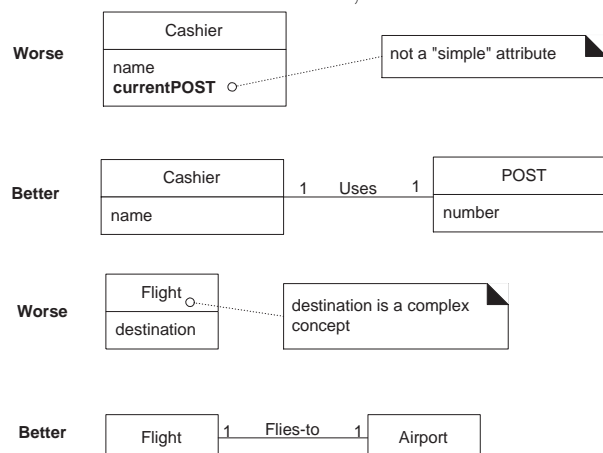 Cashier
Worse
name
currentPOST
not a "simple" attribute
Better
Cashier
name
1 Uses 1
POST
number
Worse
Flight
destination
destination is a complex
concept
Better
Flight
1 Flies-to 1
Airport